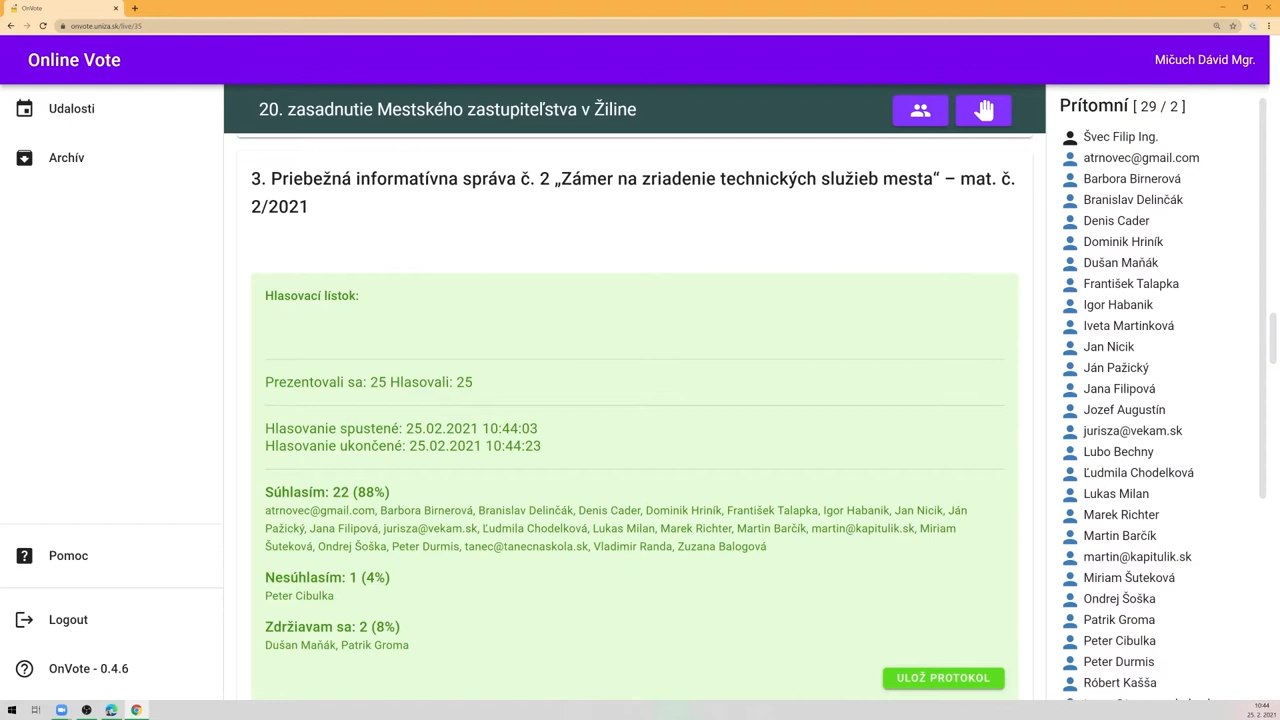 OnVote
onvote.uniza.sk/live/35
Online Vote
Mičuch Dávid Mgr.
Udalosti
Archív
Pomoc
Logout
OnVote - 0.4.6
20. zasadnutie Mestského zastupiteľstva v Žiline
3. Priebežná informatívna správa č. 2 „Zámer na zriadenie technických služieb mesta“ – mat. č.
2/2021
Hlasovací lístok:
Prezentovali sa: 25 Hlasovali: 25
Hlasovanie spustené: 25.02.2021 10:44:03
Hlasovanie ukončené: 25.02.2021 10:44:23
Súhlasím: 22 (88%)
atrnovec@gmail.com, Barbora Birnerová, Branislav Delinčák, Denis Cader, Dominik Hriník, František Talapka, Igor Habanik, Jan Nicik, Ján
Pažický, Jana Filipová, jurisza@vekam.sk, Ľudmila Chodelková, Lukas Milan, Marek Richter, Martin Barčík, martin@kapitulik.sk, Miriam
Šuteková, Ondrej Šoška, Peter Durmis, tanec@tanecnaskola.sk, Vladimir Randa, Zuzana Balogová
Nesúhlasím: 1 (4%)
Peter Cibulka
Zdržiavam sa: 2 (8%)
Dušan Maňák, Patrik Groma
ULOŽ PROTOKOL
Prítomní [ 29 / 2 ]
Švec Filip Ing.
atrnovec@gmail.com
Barbora Birnerová
Branislav Delinčák
Denis Cader
Dominik Hriník
Dušan Maňák
František Talapka
Igor Habanik
Iveta Martinková
Jan Nicik
Ján Pažický
Jana Filipová
Jozef Augustín
jurisza@vekam.sk
Lubo Bechny
Ľudmila Chodelková
Lukas Milan
Marek Richter
Martin Barčík
martin@kapitulik.sk
Miriam Šuteková
Ondrej Šoška
Patrik Groma
Peter Cibulka
Peter Durmis
Róbert Kašša
10:44
25. 2. 2021